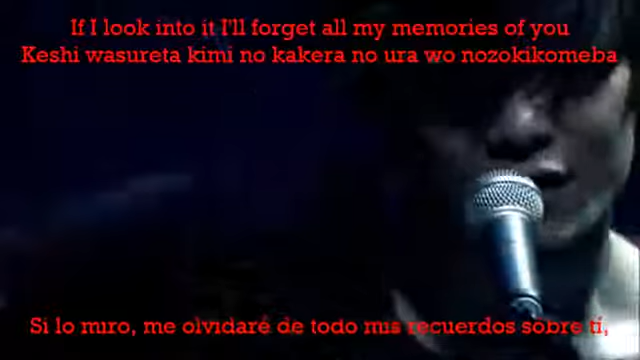 If I look into it I'll forget all my memories of you
Keshi wasureta kimi no kakera no ura wo nozokikomeba
Si lo miro, me olvidaré de todo mis recuerdos sobre tí,